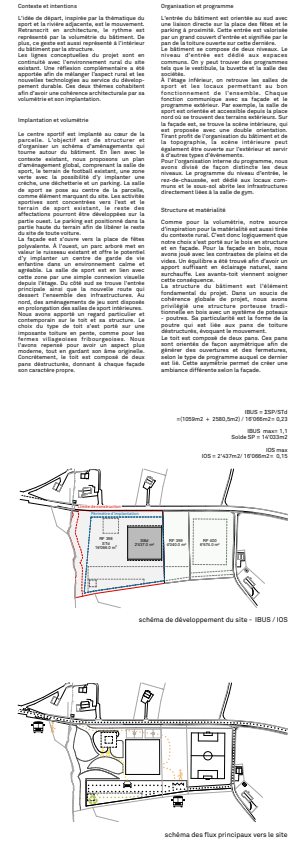 Contexte et intentions
L'idée de départ, inspirée par la thématique du
sport et la rivière adjacente, est le mouvement.
Retranscrit en architecture, le rythme est
représenté par la volumétrie du bâtiment. De
plus, ce geste est aussi représenté à l'intérieur
du bâtiment par la structure.
Les lignes conceptuelles du projet sont en
continuité avec l'environnement rural du site
existant. Une réflexion complémentaire a été
apportée afin de mélanger l'aspect rural et les
nouvelles technologies au service du dévelop-
pement durable. Ces deux thèmes cohabitent
afin d'avoir une cohérence architecturale par sa
volumétrie et son implantation.
Implantation et volumétrie
Le centre sportif est implanté au cœur de la
parcelle. L'objectif est de structurer et
d'organiser un schéma d'aménagements qui
tourne autour du bâtiment. En lien avec le
contexte existant, nous proposons un plan
d'aménagement global, comprenant la salle de
sport, le terrain de football existant, une zone
verte avec la possibilité d'y implanter une
crèche, une déchetterie et un parking. La salle
de sport se pose au centre de la parcelle,
comme élément marquant du site. Les activités
sportives sont concentrées vers l'est et le
terrain de sport existant, le reste des
affectations pourront être développées sur la
partie ouest. Le parking est positionné dans la
partie haute du terrain afin de libérer le reste
du site de toute voiture.
La façade est s'ouvre vers la place de fêtes
polyvalente. A l'ouest, un parc arboré met en
valeur le ruisseau existant et offre le potentiel
d'y implanter un centre de garde de vie
enfantine dans un environnement calme et
agréable. La salle de sport est en lien avec
cette zone par une simple connexion visuelle
depuis l'étage. Du côté sud se trouve l'entrée
principale ainsi que la nouvelle route qui
dessert l'ensemble des infrastructures. Au
nord, des aménagements de jeu sont disposés
en prolongation des salles de sport intérieures.
Nous avons apporté un regard particulier et
contemporain sur le toit et sa structure. Le
choix du type de toit s'est porté sur une
imposante toiture en pente, comme pour les
fermes villageoises fribourgeoises. Nous
l'avons repensé pour avoir un aspect plus
moderne, tout en gardant son âme originelle.
Concrètement, le toit est composé de deux
pans déstructurés, donnant à chaque façade
son caractère propre.
Organisation et programme
L'entrée du bâtiment est orientée au sud avec
une liaison directe sur la place des fêtes et le
parking à proximité. Cette entrée est valorisée
par un grand couvert d'entrée et signifiée par le
pan de la toiture ouverte sur cette dernière.
Le bâtiment se compose de deux niveaux. Le
niveau d'entrée est dédié aux espaces
communs. On y peut trouver des programmes
tels que le vestibule, la buvette et la salle des
sociétés.
A l'étage inférieur, on retrouve les salles de
sport et les locaux permettant au bon
fonctionnement de l'ensemble. Chaque
fonction communique avec sa façade et le
programme extérieur. Par exemple, la salle de
sport est orientée et accessible depuis la place
nord où se trouvent des terrains extérieurs. Sur
la façade est, se trouve la scène intérieure, qui
est proposée avec une double orientation.
Tirant profit de l'organisation du bâtiment et de
la topographie, la scène intérieure peut
également être ouverte sur l'extérieur et servir
à d'autres types d'événements.
Pour l'organisation interne du programme, nous
avons divisé de façon distincte les deux
niveaux. Le programme du niveau d'entrée, le
rez-de-chaussée, est dédié aux locaux com-
muns et le sous-sol abrite les infrastructures
directement liées à la salle de gym.
Structure et matérialité
Comme pour la volumétrie, notre source
d'inspiration pour la matérialité est aussi tirée
du contexte rural. C'est donc logiquement que
notre choix s'est porté sur le bois en structure
et en façade. Pour la façade en bois, nous
avons joué avec les contrastes de pleins et de
vides. Un équilibre a été trouvé afin d'avoir un
apport suffisant en éclairage naturel, sans
surchauffe. Les avants-toit viennent soigner
cette conséquence.
La structure du bâtiment est l'élément
fondamental du projet. Dans un soucis de
cohérence globale de projet, nous avons
privilégié une structure porteuse tradi-
tionnelle en bois avec un système de poteaux
- poutres. Sa particularité est la forme de la
poutre qui est liée aux pans de toiture
déstructurés, évoquant le mouvement.
Le toit est composé de deux pans. Ces pans
sont orientés de façon asymétrique afin de
générer des ouvertures et des fermetures,
selon le type de programme auquel ce dernier
est lié. Cette asymétrie permet de créer une
ambiance différente selon la façade.
IBUS = ΣSP/STd
=(1059m2 + 2580,5m2) / 16'066m2= 0,23
IBUS max= 1,1
Solde SP = 14'033m2
IOS max
IOS = 2'437m2/ 16'066m2= 0,15
schéma de développement du site - IBUS / IOS
schéma des flux principaux vers le site